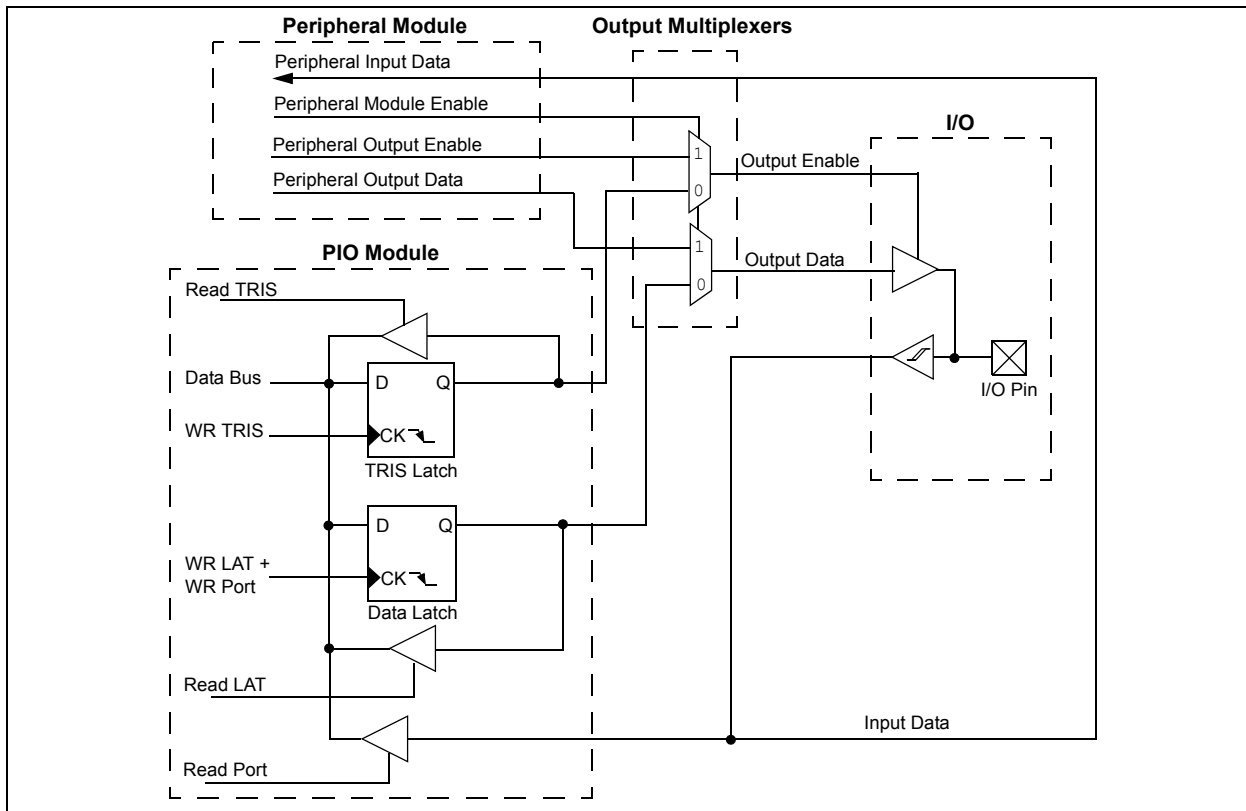 Peripheral Module
Output Multiplexers
Peripheral Input Data
Peripheral Module Enable
Peripheral Output Enable
Peripheral Output Data
1
0
1
0
Output Enable
Output Data
I/O
I/O Pin
PIO Module
Read TRIS
Data Bus
D
Q
WR TRIS
CK
TRIS Latch
D
Q
WR LAT +
WR Port
CK
Data Latch
Read LAT
Read Port
Input Data